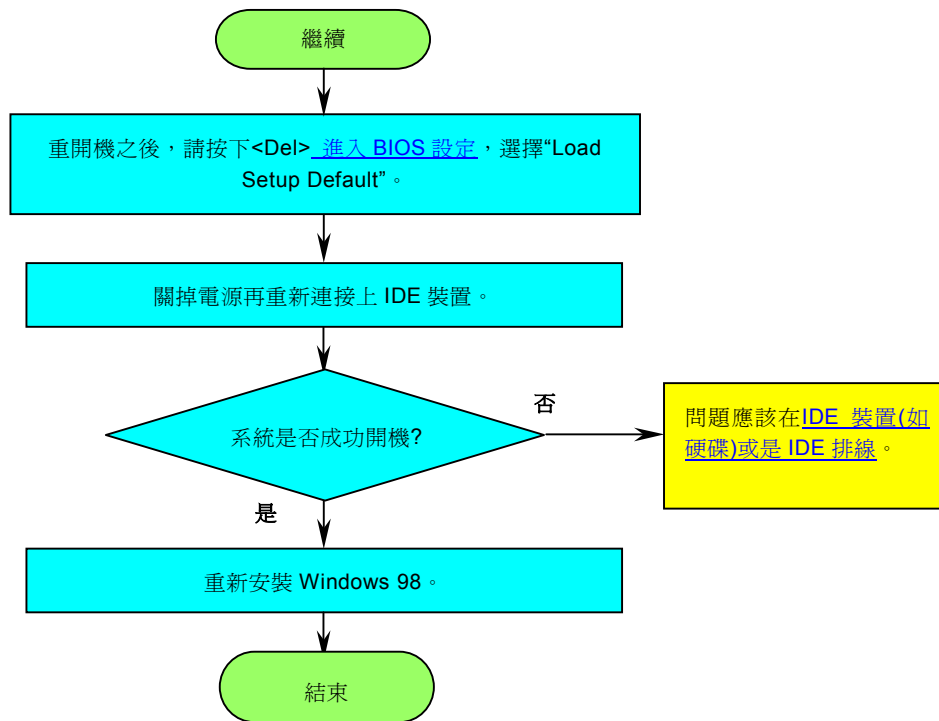 繼續
重開機之後，請按下<Del> 進入 BIOS 設定，選擇“Load
Setup Default”。
關掉電源再重新連接上 IDE 裝置。
系統是否成功開機?
否
問題應該在IDE 裝置(如
硬碟)或是 IDE 排線。
是
重新安裝 Windows 98。
結束